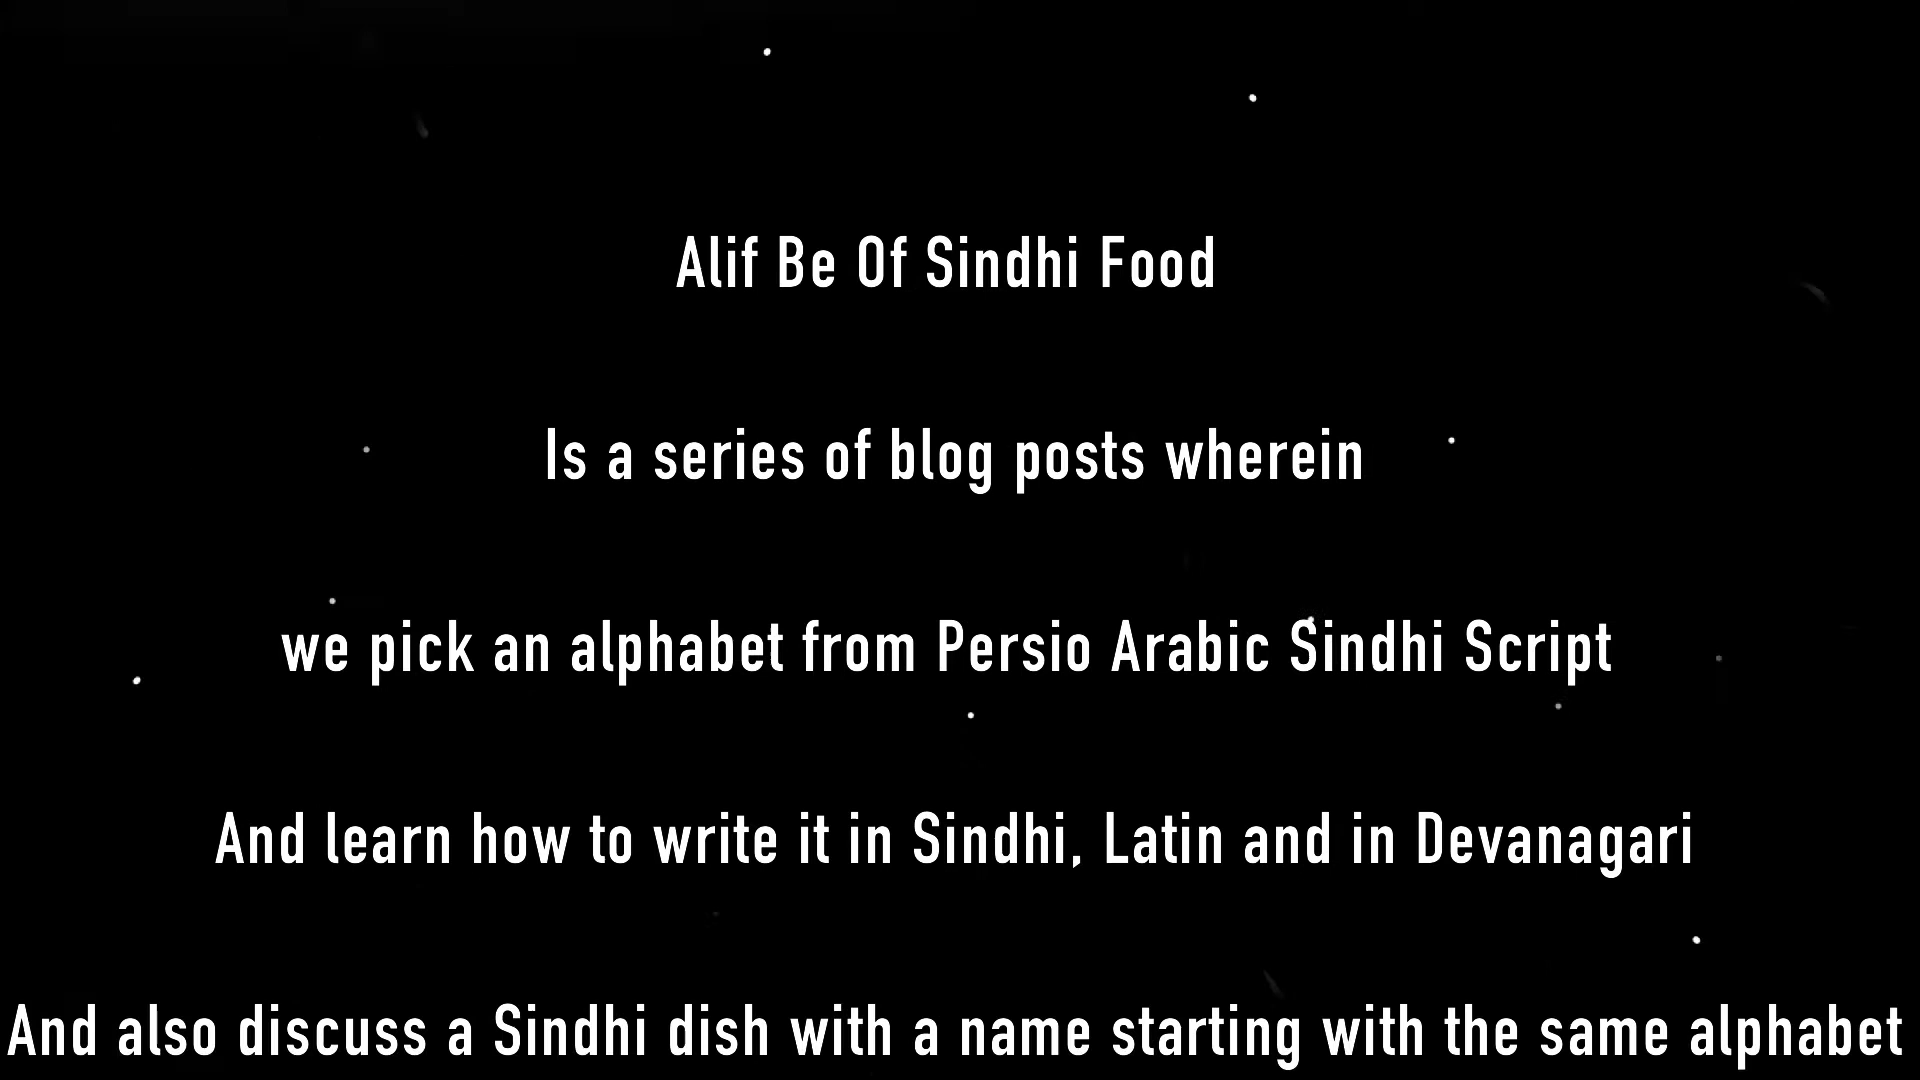 Alif Be Of Sindhi Food
Is a series of blog posts wherein
we pick an alphabet from Persio Arabic Sindhi Script
And learn how to write it in Sindhi, Latin and in Devanagari
And also discuss a Sindhi dish with a name starting with the same alphabet